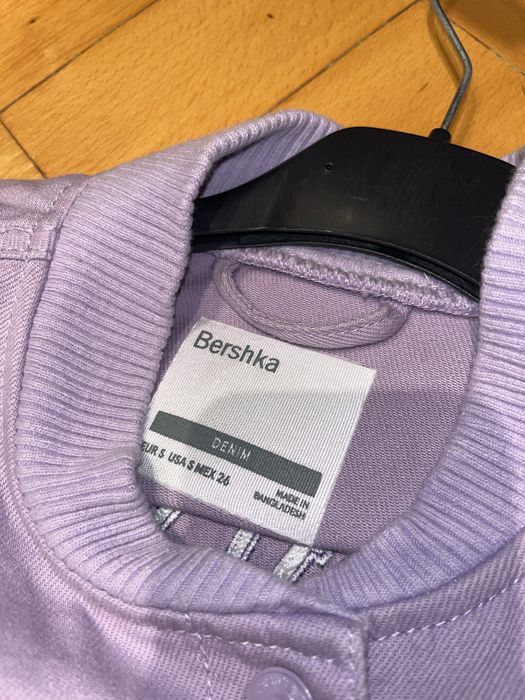 Bershka
DENIM
EUR S USA S MEX 26
MADE IN
BANGLADESH